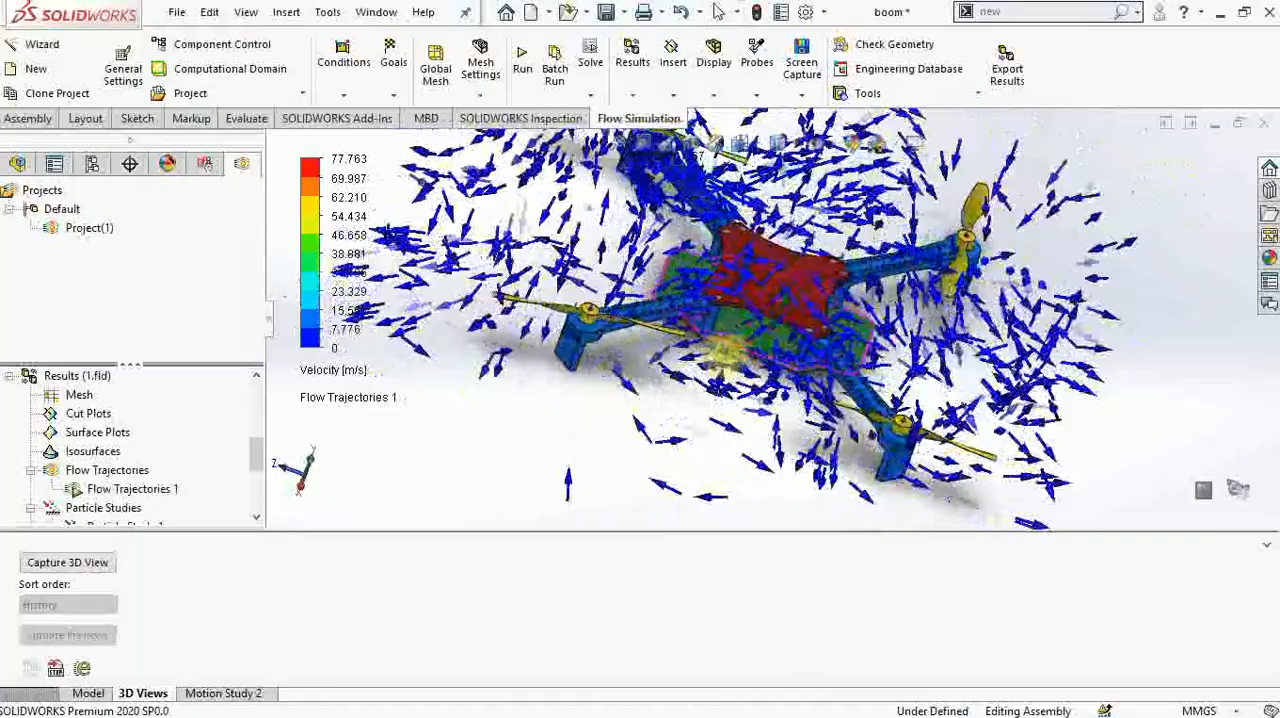 SOLIDWORKS
File Edit View Insert Tools Window Help
boom *
new
Wizard
New
Clone Project
General Settings
Component Control
Computational Domain
Project
Conditions
Goals
Global Mesh
Mesh Settings
Run
Batch Run
Solve
Results
Insert
Display
Probes
Screen Capture
Check Geometry
Engineering Database
Tools
Export Results
Assembly Layout Sketch Markup Evaluate SOLIDWORKS Add-Ins MBD SOLIDWORKS Inspection Flow Simulation
Projects
Default
Project(1)
77.763
69.987
62.210
54.434
46.658
38.881
23.329
7.776
0
Velocity [m/s]
Flow Trajectories 1
Results (1.fld)
Mesh
Cut Plots
Surface Plots
Isosurfaces
Flow Trajectories
Flow Trajectories 1
Particle Studies
Z
Capture 3D View
Sort order:
History
Update Previews
Model 3D Views Motion Study 2
SOLIDWORKS Premium 2020 SP0.0
Under Defined Editing Assembly MMGS